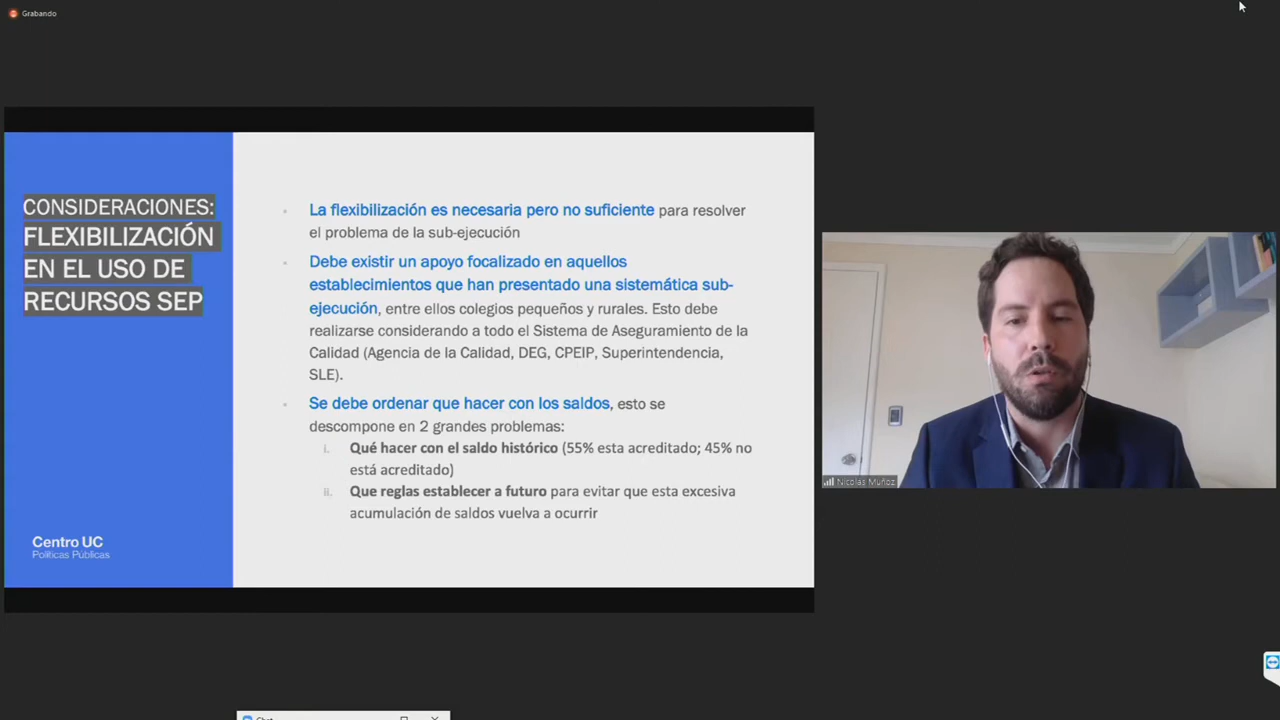 Grabando
CONSIDERACIONES:
FLEXIBILIZACIÓN
EN EL USO DE
RECURSOS SEP
La flexibilización es necesaria pero no suficiente para resolver
el problema de la sub-ejecución
Debe existir un apoyo focalizado en aquellos
establecimientos que han presentado una sistemática sub-
ejecución, entre ellos colegios pequeños y rurales. Esto debe
realizarse considerando a todo el Sistema de Aseguramiento de la
Calidad (Agencia de la Calidad, DEG, CPEIP, Superintendencia,
SLE).
Se debe ordenar que hacer con los saldos, esto se
descompone en 2 grandes problemas:
i. Qué hacer con el saldo histórico (55% esta acreditado; 45% no
está acreditado)
ii. Que reglas establecer a futuro para evitar que esta excesiva
acumulación de saldos vuelva a ocurrir
Centro UC
Políticas Públicas
Nicolás Muñoz